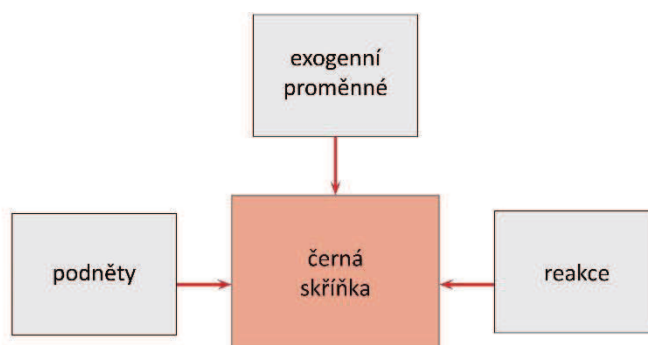 exogenní
proměnné
podněty
černá
skříňka
reakce